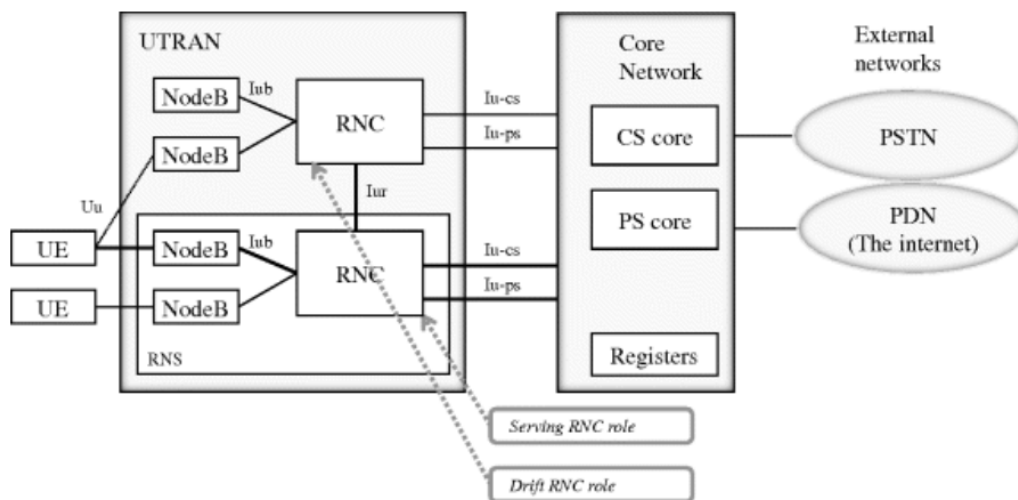 UTRAN
NodeB
Iub
NodeB
RNC
Iu-cs
Iu-ps
Iur
Uu
UE
UE
NodeB
Iub
NodeB
RNC
Iu-cs
Iu-ps
RNS
Core
Network
CS core
PS core
Registers
External
networks
PSTN
PDN
(The internet)
Serving RNC role
Drift RNC role